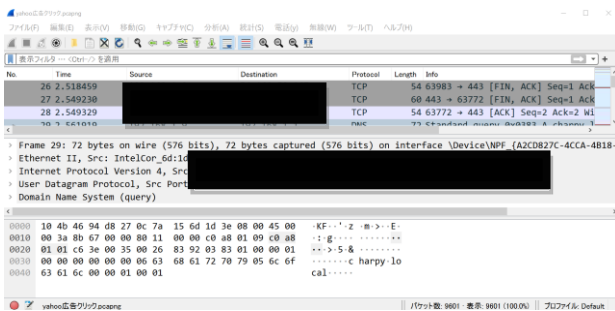 yahoo広告クリック.pcapng
ファイル(F) 編集(E) 表示(V) 移動(G) キャプチャ(C) 分析(A) 統計(S) 電話(y) 無線(W) ツール(T) ヘルプ(H)
表示フィルタ … <Ctrl-/> を適用
No. Time Source Destination Protocol Length Info
26 2.518459 TCP 54 63983 → 443 [FIN, ACK] Seq=1 Ack
27 2.549230 TCP 60 443 → 63772 [FIN, ACK] Seq=1 Ack
28 2.549329 TCP 54 63772 → 443 [ACK] Seq=2 Ack=2 Wi
29 2.561919 DNS 72 Standard query 0x0383 A charpy.l
Frame 29: 72 bytes on wire (576 bits), 72 bytes captured (576 bits) on interface \Device\NPF_{A2CDB27C-4CCA-4B18-
Ethernet II, Src: IntelCor_6d:1d
Internet Protocol Version 4, Src
User Datagram Protocol, Src Port
Domain Name System (query)
0000 10 4b 46 94 d8 27 0c 7a 15 6d 1d 3e 08 00 45 00 ·KF··'·z ·m·>··E·
0010 00 3a 8b 67 00 00 80 11 00 00 c0 a8 01 09 c0 a8 ·:·g···· ········
0020 01 01 c6 3e 00 35 00 26 83 92 03 83 01 00 00 01 ···>·5·& ········
0030 00 00 00 00 00 00 06 63 68 61 72 70 79 05 6c 6f ·······c harpy·lo
0040 63 61 6c 00 00 01 00 01 cal·····
yahoo広告クリック.pcapng パケット数: 9601 · 表示: 9601 (100.0%) プロファイル: Default